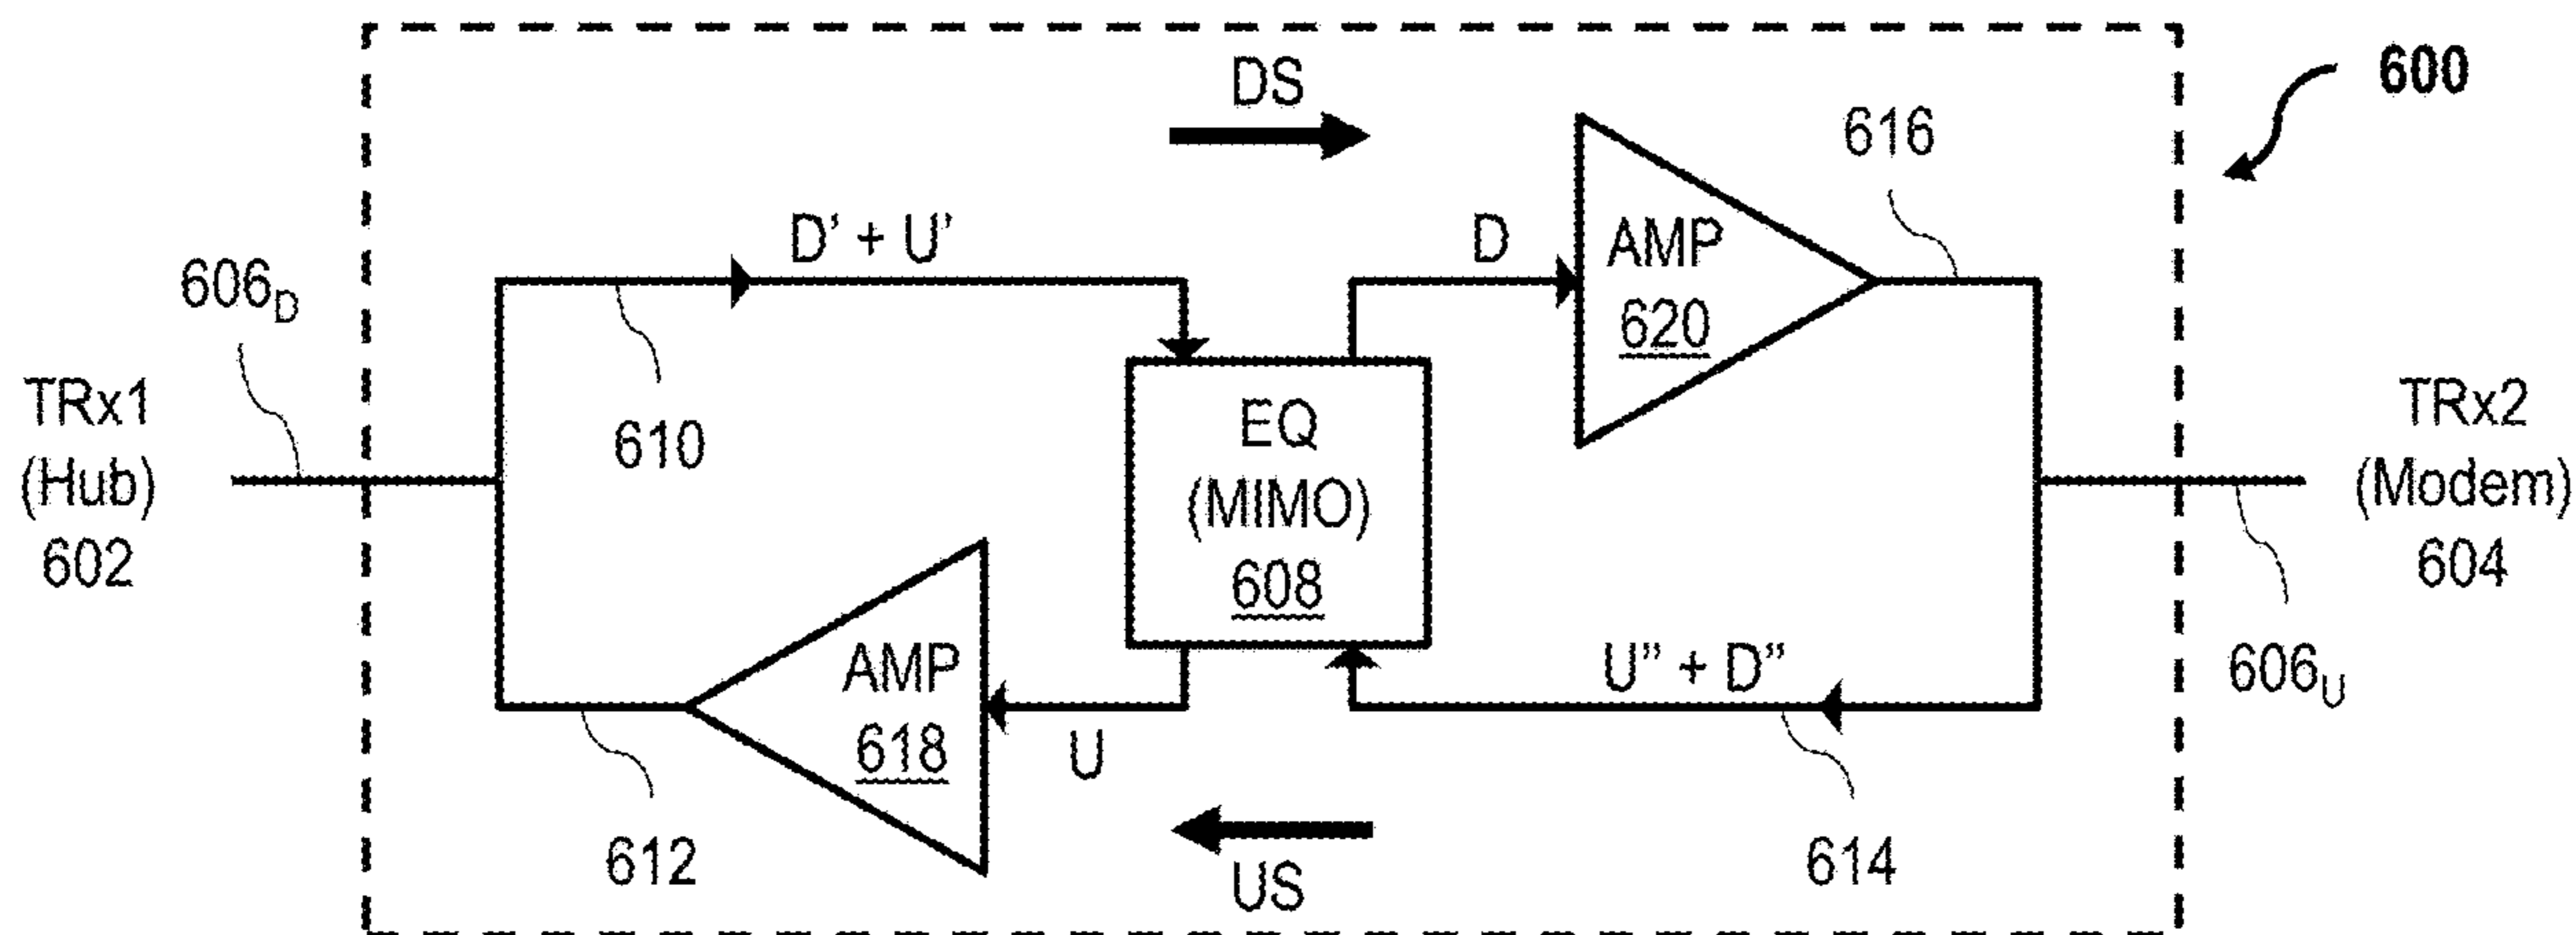 DS
600
616
D’ + U’
D
AMP
620
606D
TRx1
(Hub)
602
610
EQ
(MIMO)
608
TRx2
(Modem)
604
AMP
618
U
U” + D”
606U
612
US
614